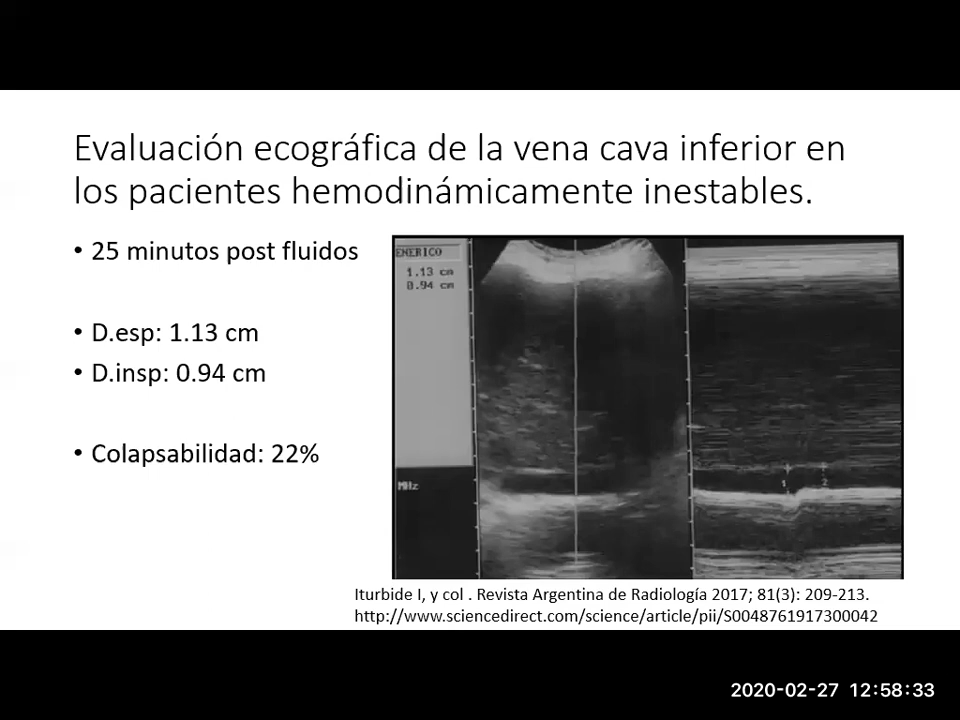 Evaluación ecográfica de la vena cava inferior en
los pacientes hemodinámicamente inestables.
• 25 minutos post fluidos
• D.esp: 1.13 cm
• D.insp: 0.94 cm
• Colapsabilidad: 22%
ENERICO
1.13 cm
0.94 cm
MHz
1
2
Iturbide I, y col . Revista Argentina de Radiología 2017; 81(3): 209-213.
http://www.sciencedirect.com/science/article/pii/S0048761917300042
2020-02-27 12:58:33